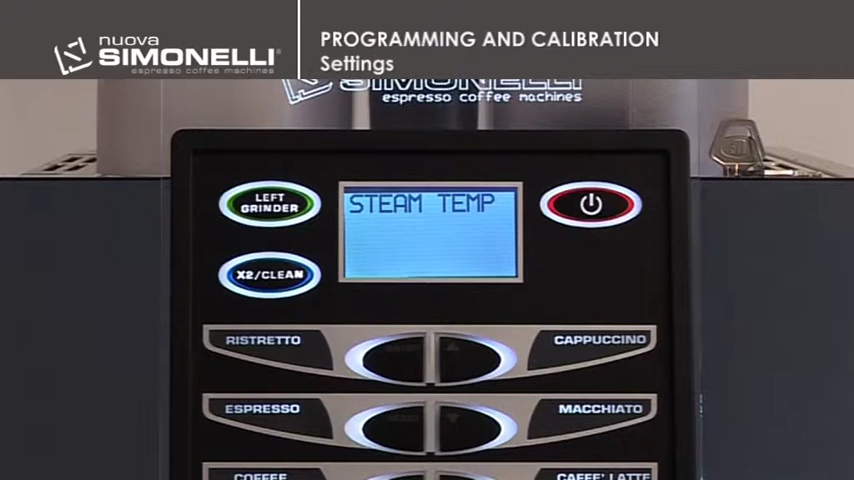 nuova
SIMONELLI
espresso coffee machines
PROGRAMMING AND CALIBRATION
Settings
SIMONELLI
espresso coffee machines
LEFT
GRINDER
STEAM TEMP
X2/CLEAN
RISTRETTO
CAPPUCCINO
ESPRESSO
MACCHIATO
COFFEE
CAFFE' LATTE